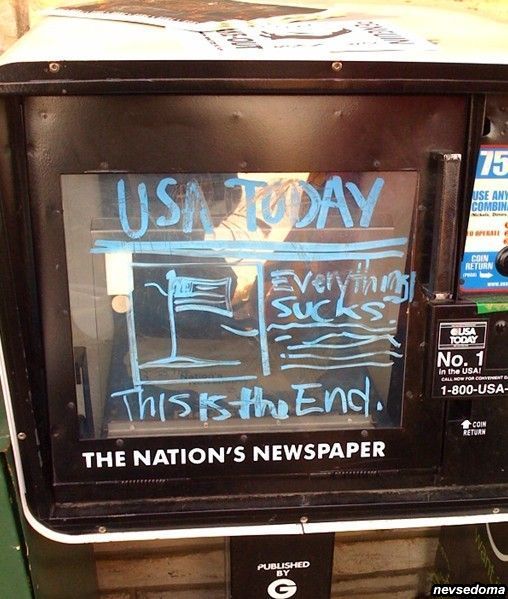 USA TODAY
Everything
SUCKS
This is the End.
THE NATION'S NEWSPAPER
75
USE ANY
COIN
RETURN
USA
TODAY
No. 1
in the USA!
1-800-USA-
COIN
RETURN
PUBLISHED
BY
G
nevsedoma